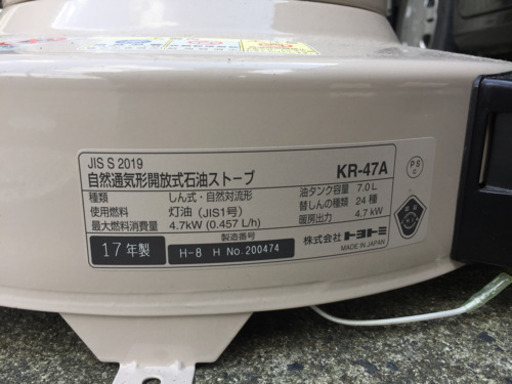 JIS S 2019
自然通気形開放式石油ストーブ KR-47A
種類 しん式・自然対流形
使用燃料 灯油(JIS1号)
最大燃料消費量 4.7kW(0.457 L/h)
油タンク容量 7.0 L
替しんの種類 24 種
暖房出力 4.7 kW
17年製
製造番号
H-8 H No.200474
株式会社 トヨトミ
MADE IN JAPAN
PS
C